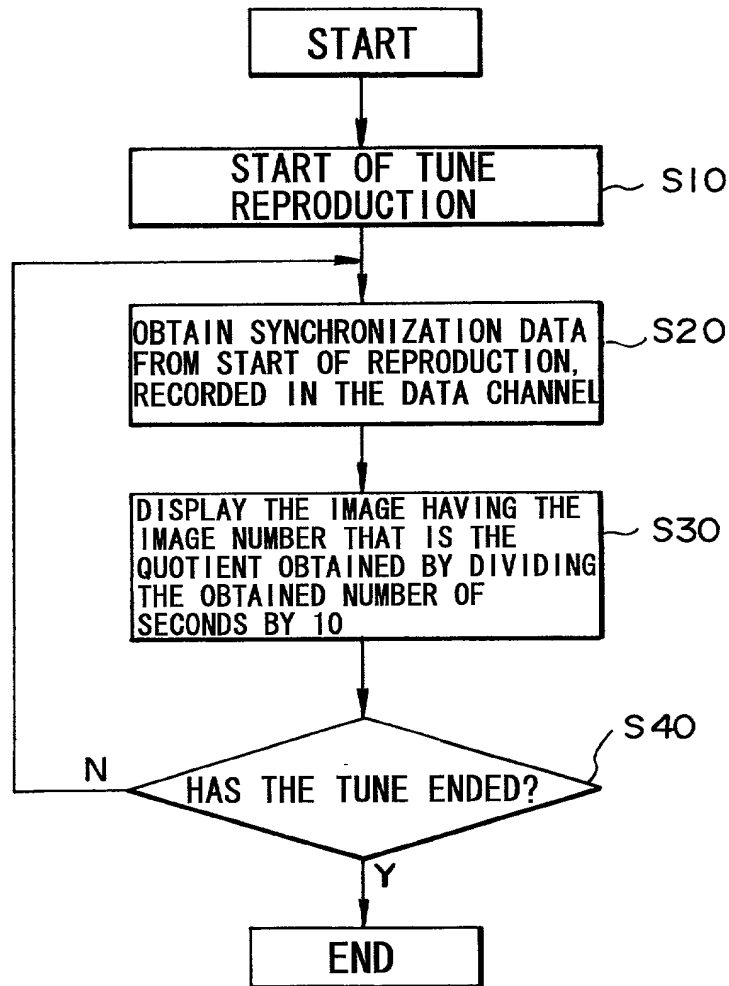 START
START OF TUNE
REPRODUCTION
S10
OBTAIN SYNCHRONIZATION DATA
FROM START OF REPRODUCTION,
RECORDED IN THE DATA CHANNEL
S20
DISPLAY THE IMAGE HAVING THE
IMAGE NUMBER THAT IS THE
QUOTIENT OBTAINED BY DIVIDING
THE OBTAINED NUMBER OF
SECONDS BY 10
S30
S40
N
HAS THE TUNE ENDED?
Y
END